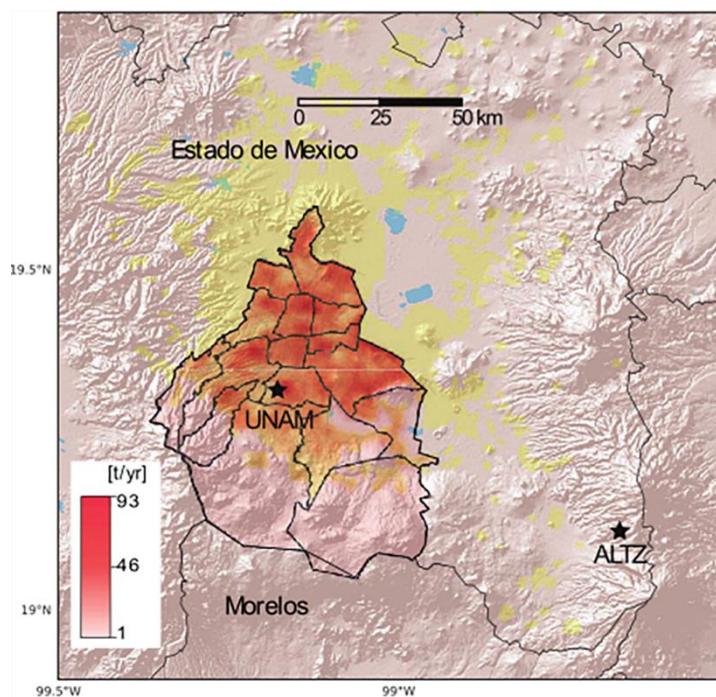 0 25 50 km
Estado de Mexico
19.5°N
UNAM
[t/yr]
93
46
1
ALTZ
Morelos
19°N
99.5°W 99°W